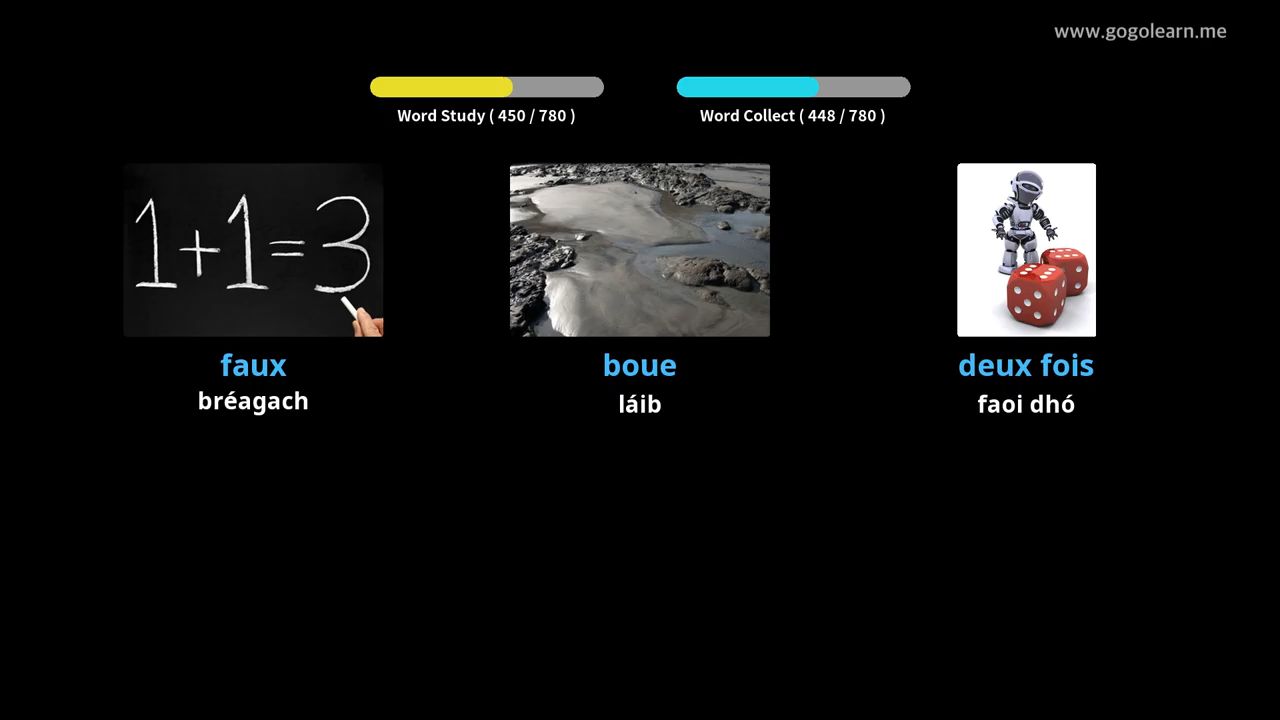 www.gogolearn.me
Word Study ( 450 / 780 )
Word Collect ( 448 / 780 )
1+1=3
faux
bréagach
boue
láib
deux fois
faoi dhó